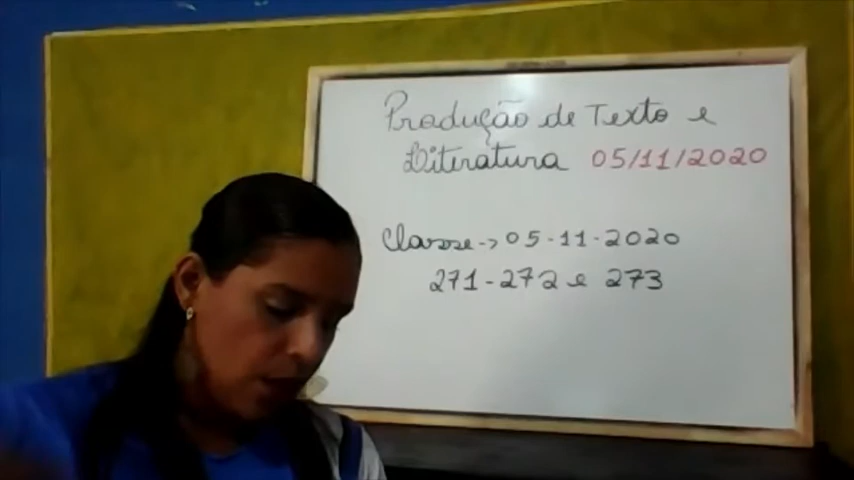 Produção de Texto e
Literatura 05/11/2020
Classe -> 05-11-2020
271-272 e 273